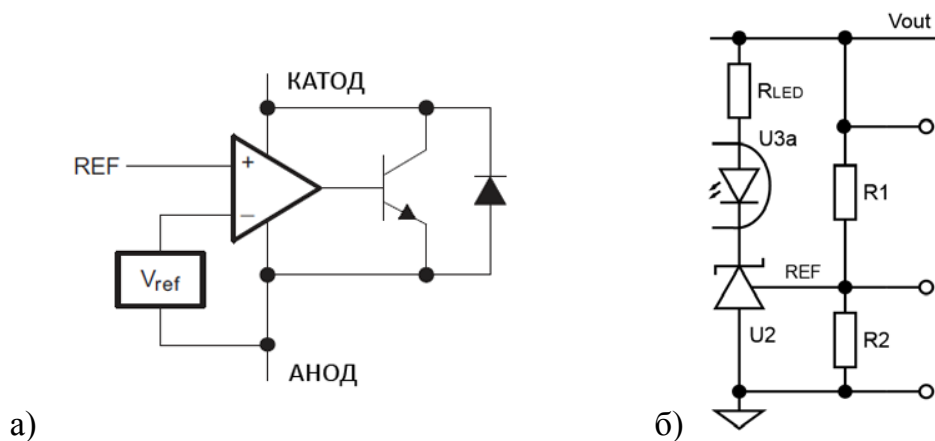 КАТОД
REF
+
–
Vref
АНОД
а)
Vout
RLED
U3a
R1
REF
U2
R2
б)